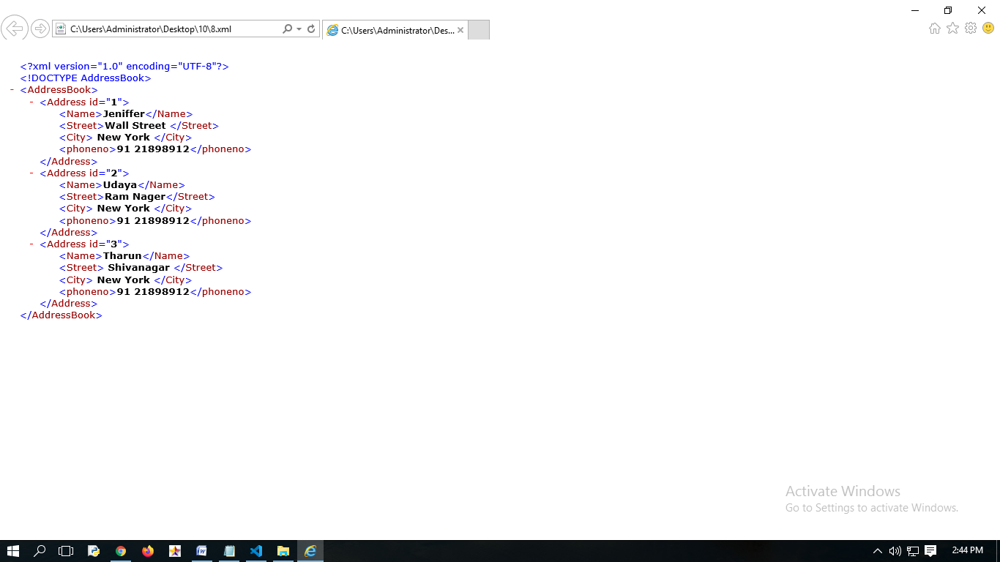 C:\Users\Administrator\Desktop\10\8.xml
C:\Users\Administrator\Des...
<?xml version="1.0" encoding="UTF-8"?>
<!DOCTYPE AddressBook>
- <AddressBook>
- <Address id="1">
<Name>Jeniffer</Name>
<Street>Wall Street </Street>
<City> New York </City>
<phoneno>91 21898912</phoneno>
</Address>
- <Address id="2">
<Name>Udaya</Name>
<Street>Ram Nager</Street>
<City> New York </City>
<phoneno>91 21898912</phoneno>
</Address>
- <Address id="3">
<Name>Tharun</Name>
<Street> Shivanagar </Street>
<City> New York </City>
<phoneno>91 21898912</phoneno>
</Address>
</AddressBook>
Activate Windows
Go to Settings to activate Windows.
2:44 PM